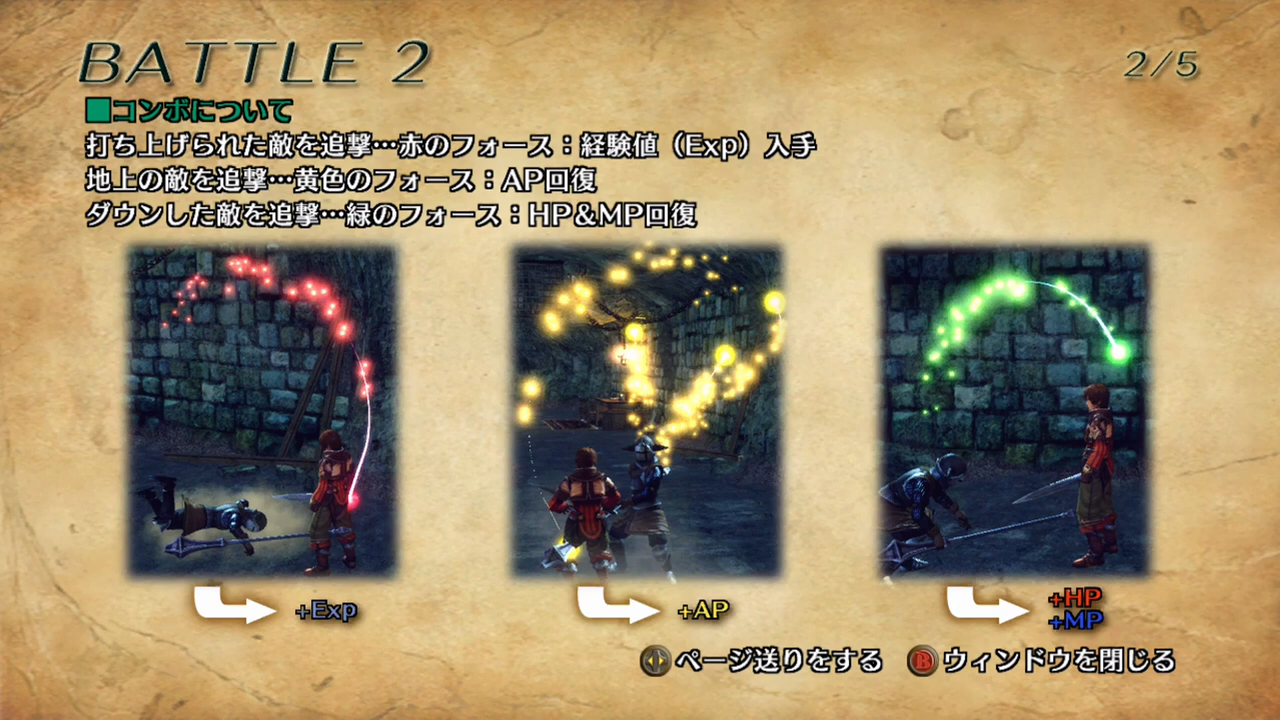 BATTLE 2
2/5
■コンボについて
打ち上げられた敵を追撃…赤のフォース：経験値（Exp）入手
地上の敵を追撃…黄色のフォース：AP回復
ダウンした敵を追撃…緑のフォース：HP＆MP回復
+Exp
+AP
+HP
+MP
ページ送りをする
B ウィンドウを閉じる